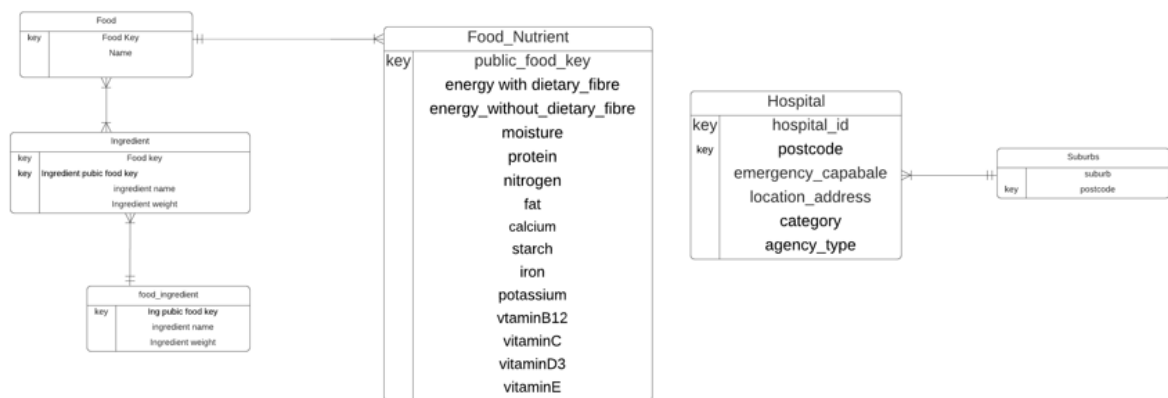 Food
key Food Key
Name
Ingredient
key Food key
key Ingredient pubic food key
ingredient name
Ingredient weight
food_ingredient
key Ing pubic food key
ingredient name
Ingredient weight
Food_Nutrient
key public_food_key
energy with dietary_fibre
energy_without_dietary_fibre
moisture
protein
nitrogen
fat
calcium
starch
iron
potassium
vtaminB12
vitaminC
vitaminD3
vitaminE
Hospital
key hospital_id
key postcode
emergency_capabale
location_address
category
agency_type
Suburbs
suburb
key postcode